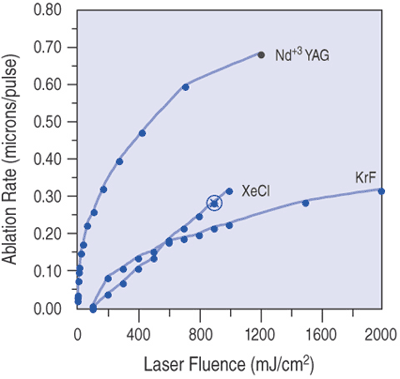 0.80
0.70
0.60
0.50
0.40
0.30
0.20
0.10
0.00
Ablation Rate (microns/pulse)
Nd+3 YAG
XeCl
KrF
0 400 800 1200 1600 2000
Laser Fluence (mJ/cm2)